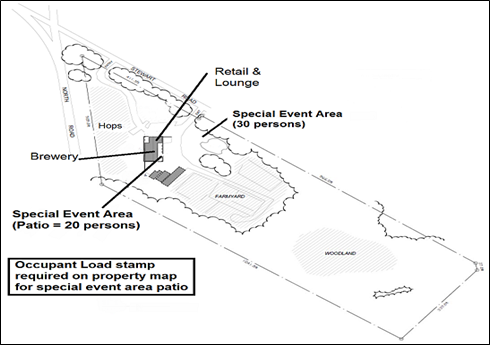 Retail &
Lounge
STEWART
ROAD
Special Event Area
(30 persons)
NORTH
ROAD
Hops
Brewery
FARMYARD
Special Event Area
(Patio = 20 persons)
WOODLAND
Occupant Load stamp
required on property map
for special event area patio